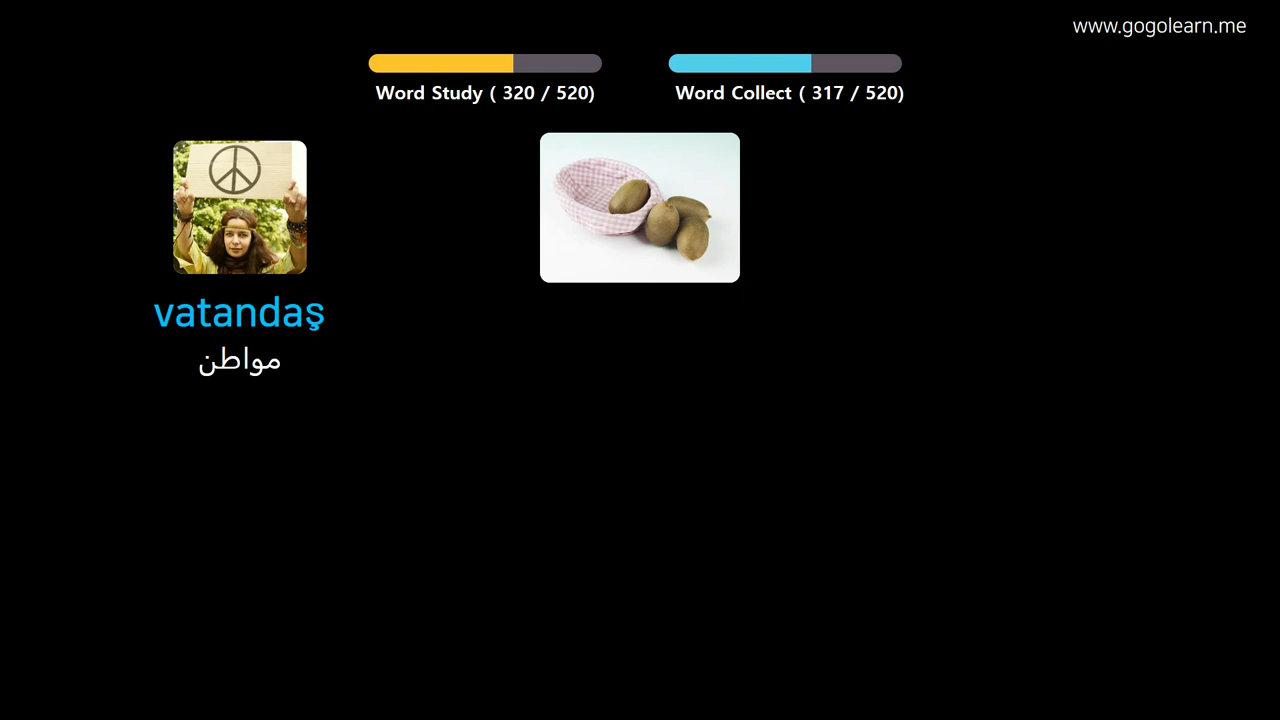 www.gogolearn.me
Word Study ( 320 / 520)
Word Collect ( 317 / 520)
vatandaş
مواطن